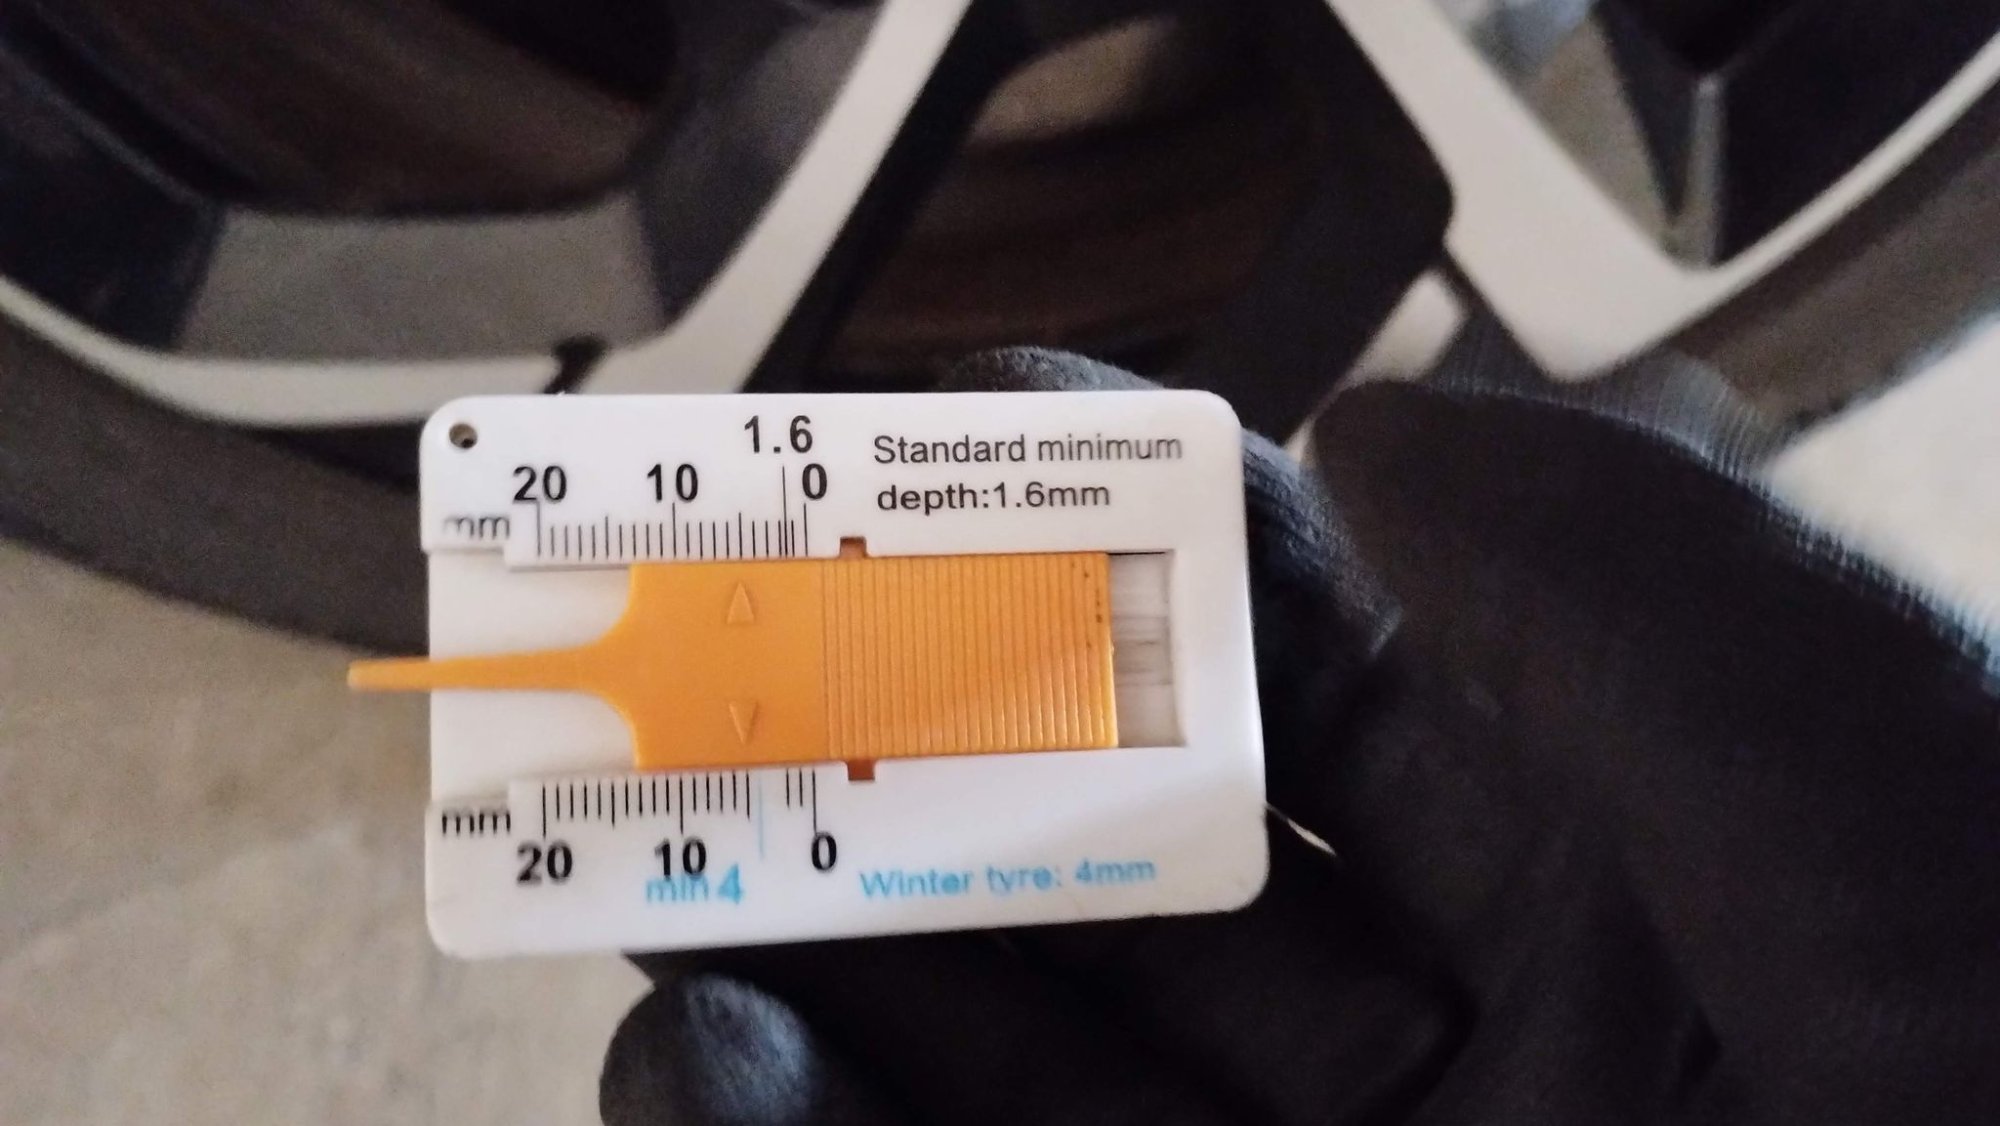 1.6
20 10 0
mm
Standard minimum
depth:1.6mm
mm
20 10 0
min 4
Winter tyre: 4mm